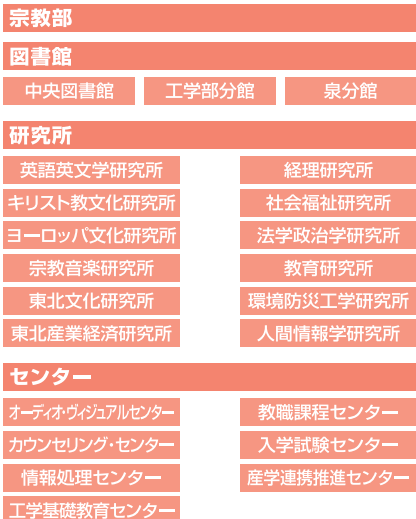 宗教部
図書館
中央図書館 工学部分館 泉分館
研究所
英語英文学研究所 経理研究所
キリスト教文化研究所 社会福祉研究所
ヨーロッパ文化研究所 法学政治学研究所
宗教音楽研究所 教育研究所
東北文化研究所 環境防災工学研究所
東北産業経済研究所 人間情報学研究所
センター
オーディオ・ヴィジュアルセンター 教職課程センター
カウンセリング・センター 入学試験センター
情報処理センター 産学連携推進センター
工学基礎教育センター